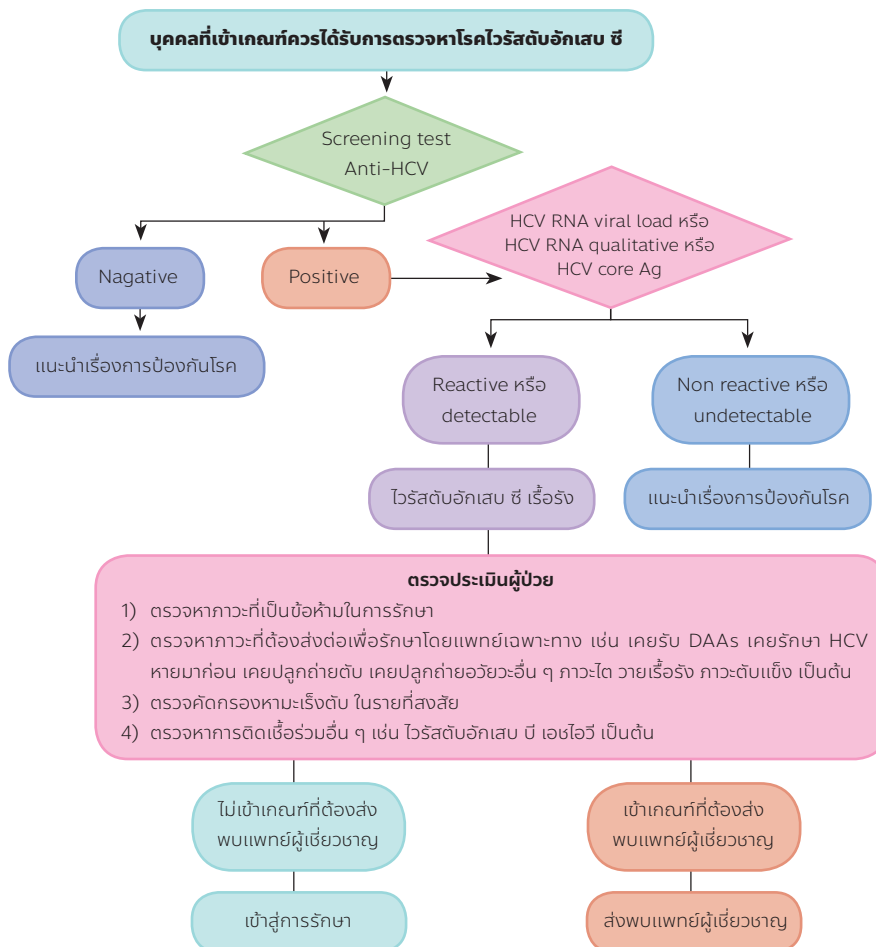 บุคคลที่เข้าเกณฑ์ควรได้รับการตรวจหาโรคไวรัสตับอักเสบ ซี
Screening test
Anti-HCV
HCV RNA viral load หรือ
HCV RNA qualitative หรือ
HCV core Ag
Nagative
Positive
แนะนำเรื่องการป้องกันโรค
Reactive หรือ
detectable
Non reactive หรือ
undetectable
ไวรัสตับอักเสบ ซี เรื้อรัง
แนะนำเรื่องการป้องกันโรค
ตรวจประเมินผู้ป่วย
1) ตรวจหาภาวะที่เป็นข้อห้ามในการรักษา
2) ตรวจหาภาวะที่ต้องส่งต่อเพื่อรักษาโดยแพทย์เฉพาะทาง เช่น เคยรับ DAAs เคยรักษา HCV
หายมาก่อน เคยปลูกถ่ายตับ เคยปลูกถ่ายอวัยวะอื่น ๆ ภาวะไต วายเรื้อรัง ภาวะตับแข็ง เป็นต้น
3) ตรวจคัดกรองหามะเร็งตับ ในรายที่สงสัย
4) ตรวจหาการติดเชื้อร่วมอื่น ๆ เช่น ไวรัสตับอักเสบ บี เอชไอวี เป็นต้น
ไม่เข้าเกณฑ์ที่ต้องส่ง
พบแพทย์ผู้เชี่ยวชาญ
เข้าเกณฑ์ที่ต้องส่ง
พบแพทย์ผู้เชี่ยวชาญ
เข้าสู่การรักษา
ส่งพบแพทย์ผู้เชี่ยวชาญ